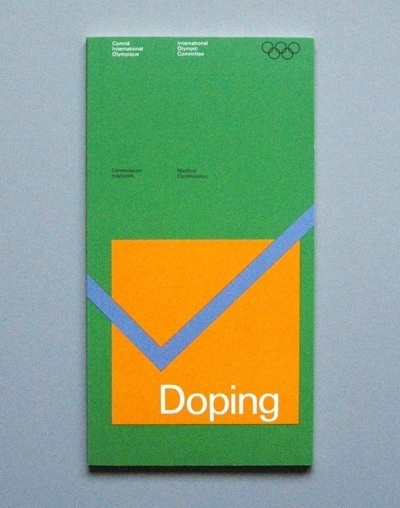 Comité
International
Olympique
International
Olympic
Committee
Commission
médicale
Medical
Commission
Doping